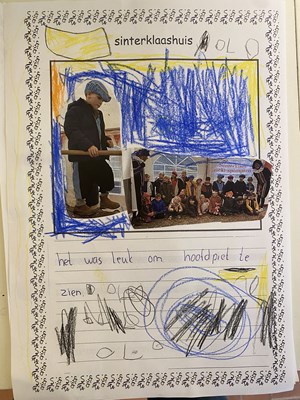 sinterklaashuis
het was leuk om hoofdpiet te
zien.